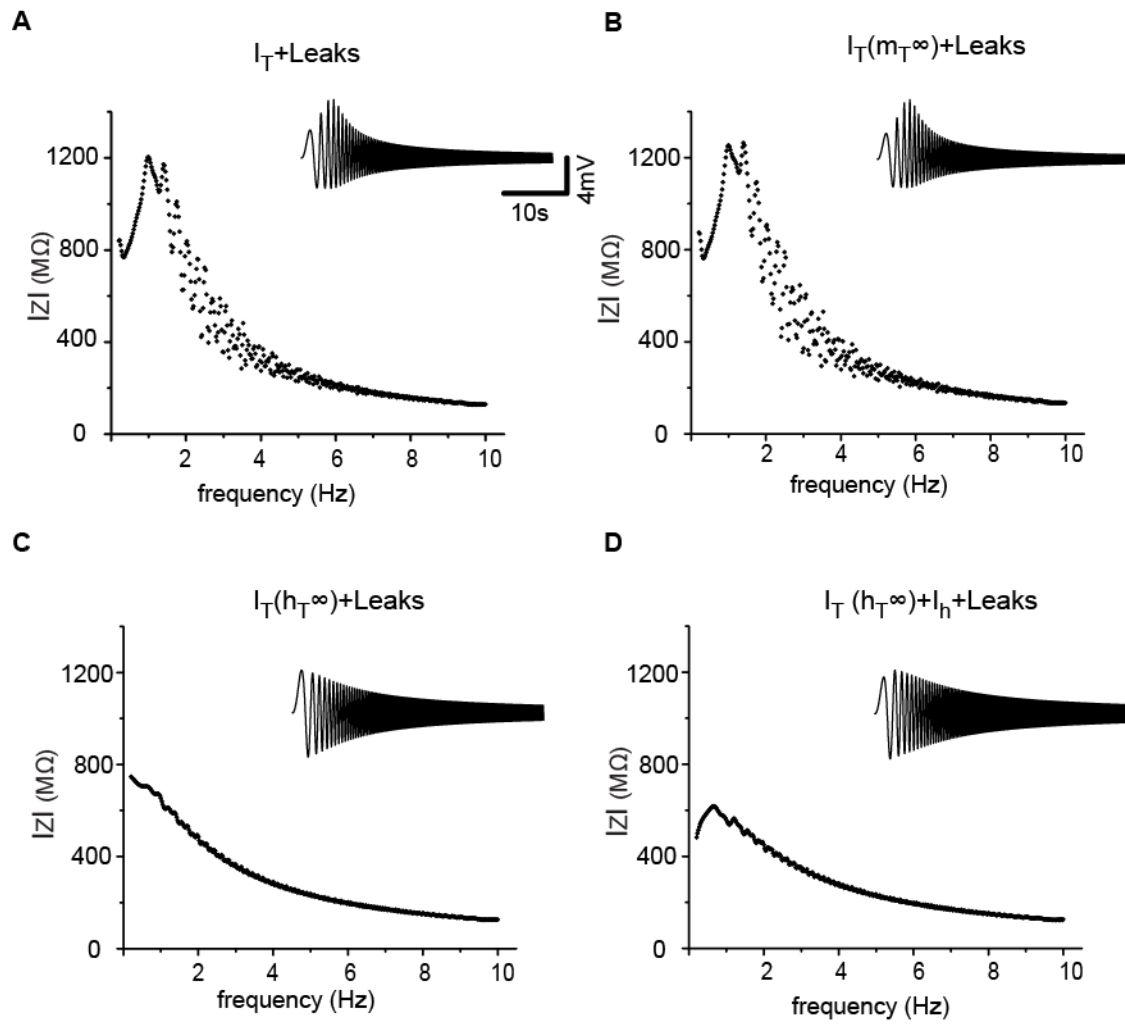 A
I_T+Leaks
1200
800
400
0
|Z| (MΩ)
2 4 6 8 10
frequency (Hz)
10s
4mV
B
I_T(m_T∞)+Leaks
1200
800
400
0
|Z| (MΩ)
2 4 6 8 10
frequency (Hz)
C
I_T(h_T∞)+Leaks
1200
800
400
0
|Z| (MΩ)
2 4 6 8 10
frequency (Hz)
D
I_T (h_T∞)+I_h+Leaks
1200
800
400
0
|Z| (MΩ)
2 4 6 8 10
frequency (Hz)